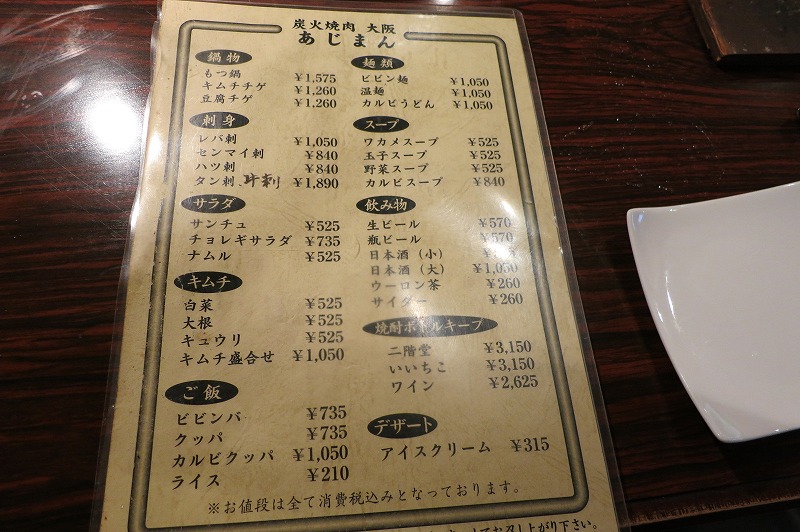 炭火焼肉 大阪
あじまん
鍋物
もつ鍋 ¥1,575
キムチチゲ ¥1,260
豆腐チゲ ¥1,260
刺身
レバ刺 ¥1,050
センマイ刺 ¥840
ハツ刺 ¥840
タン刺、牛刺 ¥1,890
サラダ
サンチュ ¥525
チョレギサラダ ¥735
ナムル ¥525
キムチ
白菜 ¥525
大根 ¥525
キュウリ ¥525
キムチ盛合せ ¥1,050
ご飯
ビビンバ ¥735
クッパ ¥735
カルビクッパ ¥1,050
ライス ¥210
麺類
ビビン麺 ¥1,050
温麺 ¥1,050
カルビうどん ¥1,050
スープ
ワカメスープ ¥525
玉子スープ ¥525
野菜スープ ¥525
カルビスープ ¥840
飲み物
生ビール ¥570
瓶ビール ¥570
日本酒（小）
日本酒（大） ¥1,050
ウーロン茶 ¥260
サイダー ¥260
焼酎ボトルキープ
二階堂 ¥3,150
いいちこ ¥3,150
ワイン ¥2,625
デザート
アイスクリーム ¥315
※お値段は全て消費税込みとなっております。
お召し上がり下さい。